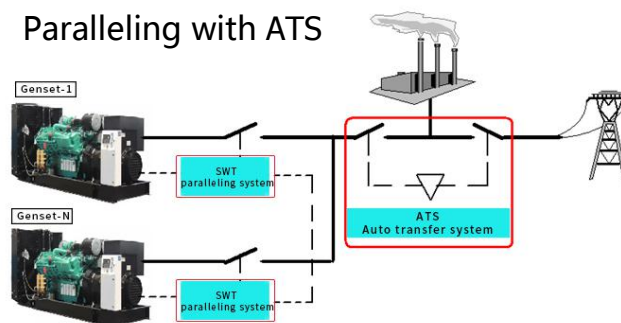 Paralleling with ATS
Genset-1
SWT
paralleling system
ATS
Auto transfer system
Genset-N
SWT
paralleling system